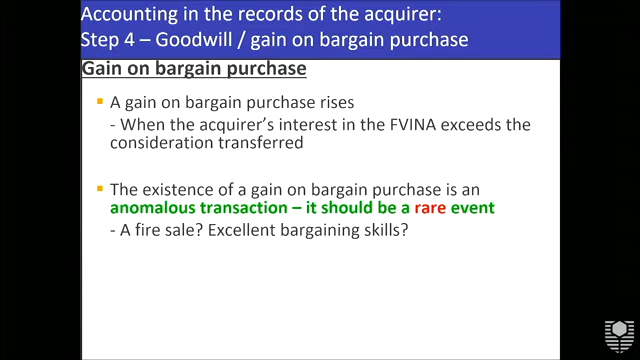 Accounting in the records of the acquirer:
Step 4 – Goodwill / gain on bargain purchase
Gain on bargain purchase
A gain on bargain purchase rises
- When the acquirer's interest in the FVINA exceeds the
consideration transferred
The existence of a gain on bargain purchase is an
anomalous transaction – it should be a rare event
- A fire sale? Excellent bargaining skills?